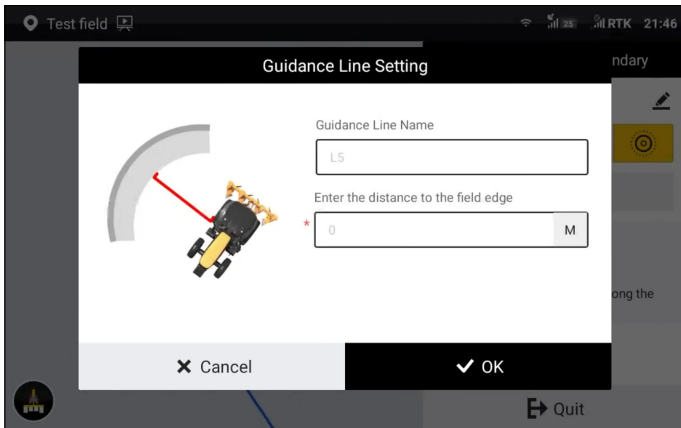 Test field
25
RTK 21:46
ndary
Guidance Line Setting
Guidance Line Name
L5
Enter the distance to the field edge
* 0 M
ong the
Cancel
OK
Quit